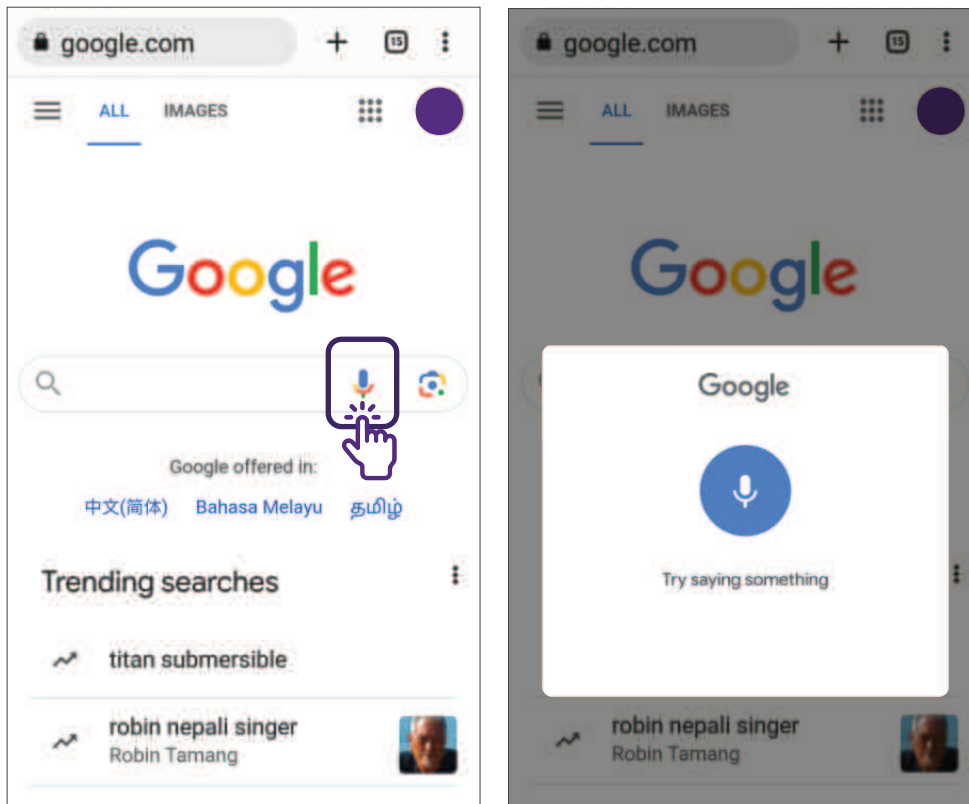 google.com
15
ALL IMAGES
Google
Google offered in:
中文(简体) Bahasa Melayu தமிழ்
Trending searches
titan submersible
robin nepali singer
Robin Tamang
google.com
15
ALL IMAGES
Google
Google
Try saying something
robin nepali singer
Robin Tamang